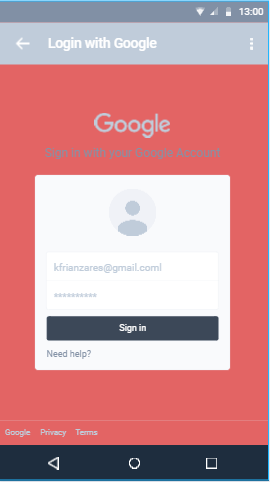 13:00
Login with Google
Google
Sign in with your Google Account
kfrianzares@gmail.coml
**********
Sign in
Need help?
Google Privacy Terms